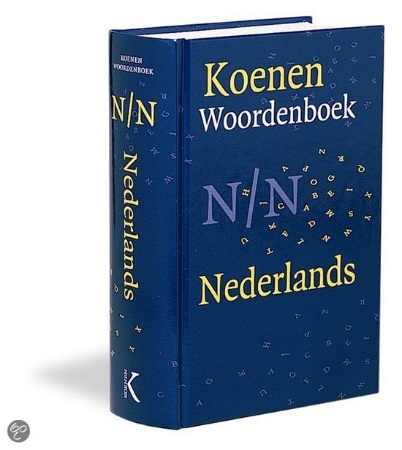 KOENEN
WOORDENBOEK
N/N
Nederlands
K
Koenen
Woordenboek
N/N
Nederlands